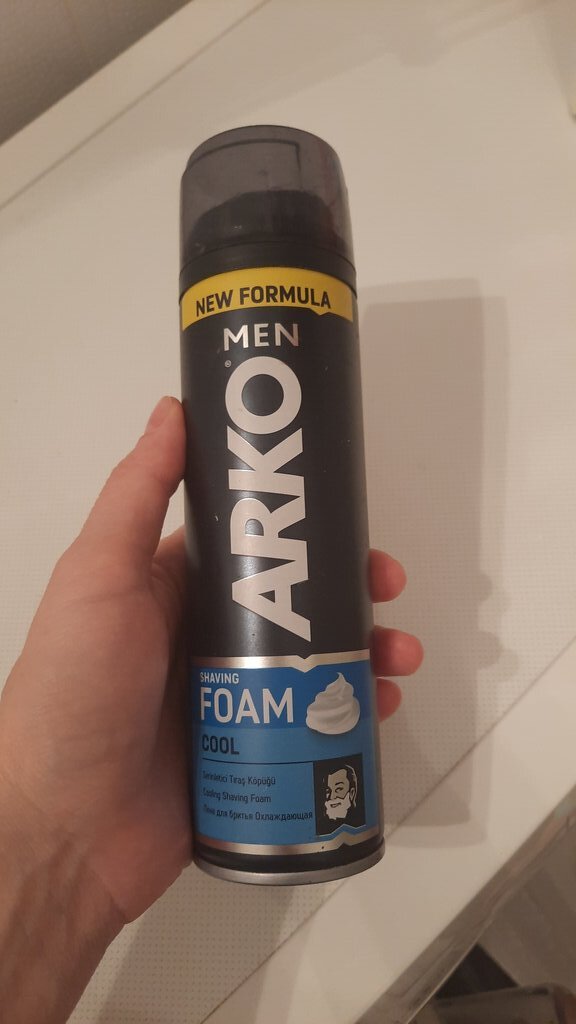 NEW FORMULA
MEN
ARKO®
SHAVING
FOAM
COOL
Serinletici Tıraş Köpüğü
Cooling Shaving Foam
Пена для бритья Охлаждающая